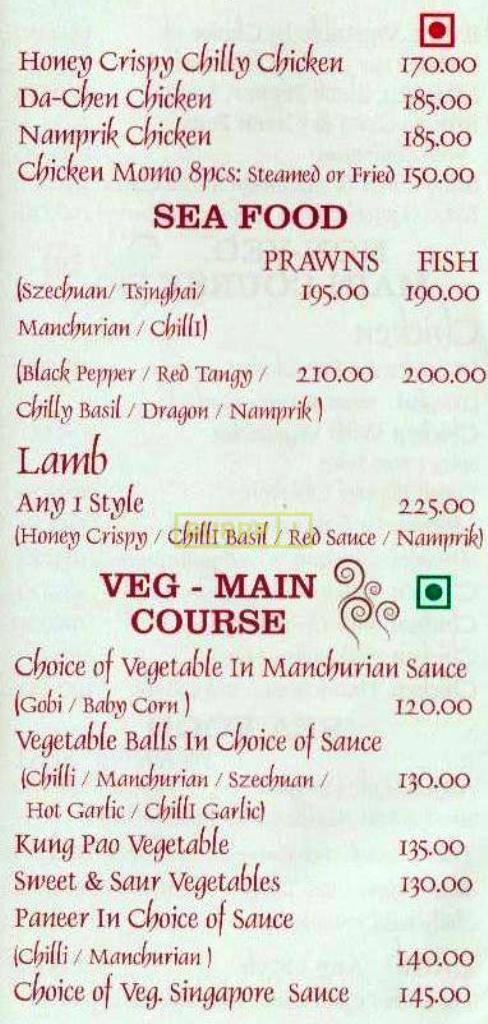 Honey Crispy Chilly Chicken 170.00
Da-Chen Chicken 185.00
Namprik Chicken 185.00
Chicken Momo 8pcs: Steamed or Fried 150.00
SEA FOOD
PRAWNS FISH
(Szechuan/ Tsinghai/ 195.00 190.00
Manchurian / ChillI)
(Black Pepper / Red Tangy / 210.00 200.00
Chilly Basil / Dragon / Namprik )
Lamb
Any 1 Style 225.00
(Honey Crispy / ChillI Basil / Red Sauce / Namprik)
VEG - MAIN
COURSE
Choice of Vegetable In Manchurian Sauce
(Gobi / Baby Corn ) 120.00
Vegetable Balls In Choice of Sauce
(Chilli / Manchurian / Szechuan / 130.00
Hot Garlic / ChillI Garlic)
Kung Pao Vegetable 135.00
Sweet & Saur Vegetables 130.00
Paneer In Choice of Sauce
(Chilli / Manchurian ) 140.00
Choice of Veg. Singapore Sauce 145.00